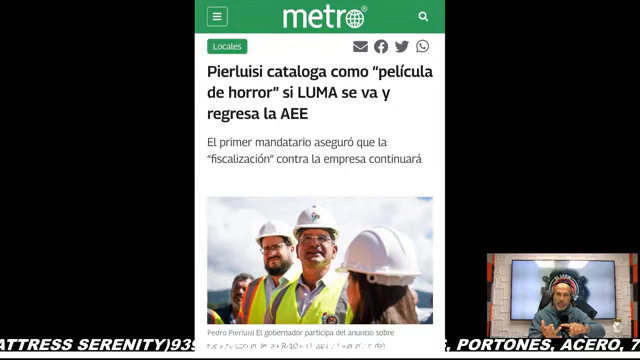 metro
Locales
Pierluisi cataloga como “película
de horror” si LUMA se va y
regresa la AEE
El primer mandatario aseguró que la
“fiscalización” contra la empresa continuará
Pedro Pierluisi El gobernador participa del anuncio sobre
ATTRESS SERENITY)939
, PORTONES, ACERO, 7